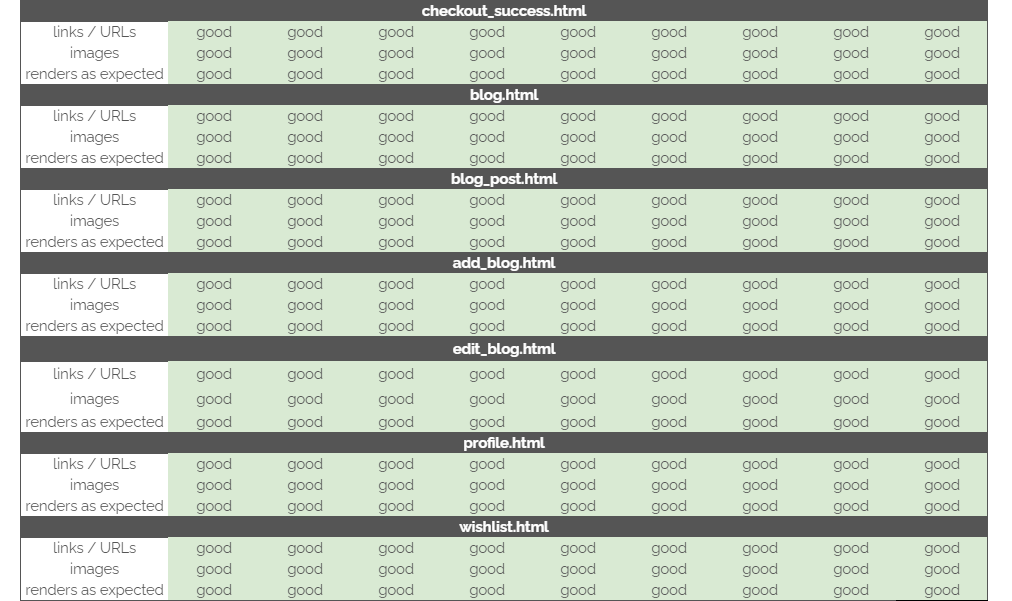 checkout_success.html
links / URLs good good good good good good good good good
images good good good good good good good good good
renders as expected good good good good good good good good good
blog.html
links / URLs good good good good good good good good good
images good good good good good good good good good
renders as expected good good good good good good good good good
blog_post.html
links / URLs good good good good good good good good good
images good good good good good good good good good
renders as expected good good good good good good good good good
add_blog.html
links / URLs good good good good good good good good good
images good good good good good good good good good
renders as expected good good good good good good good good good
edit_blog.html
links / URLs good good good good good good good good good
images good good good good good good good good good
renders as expected good good good good good good good good good
profile.html
links / URLs good good good good good good good good good
images good good good good good good good good good
renders as expected good good good good good good good good good
wishlist.html
links / URLs good good good good good good good good good
images good good good good good good good good good
renders as expected good good good good good good good good good